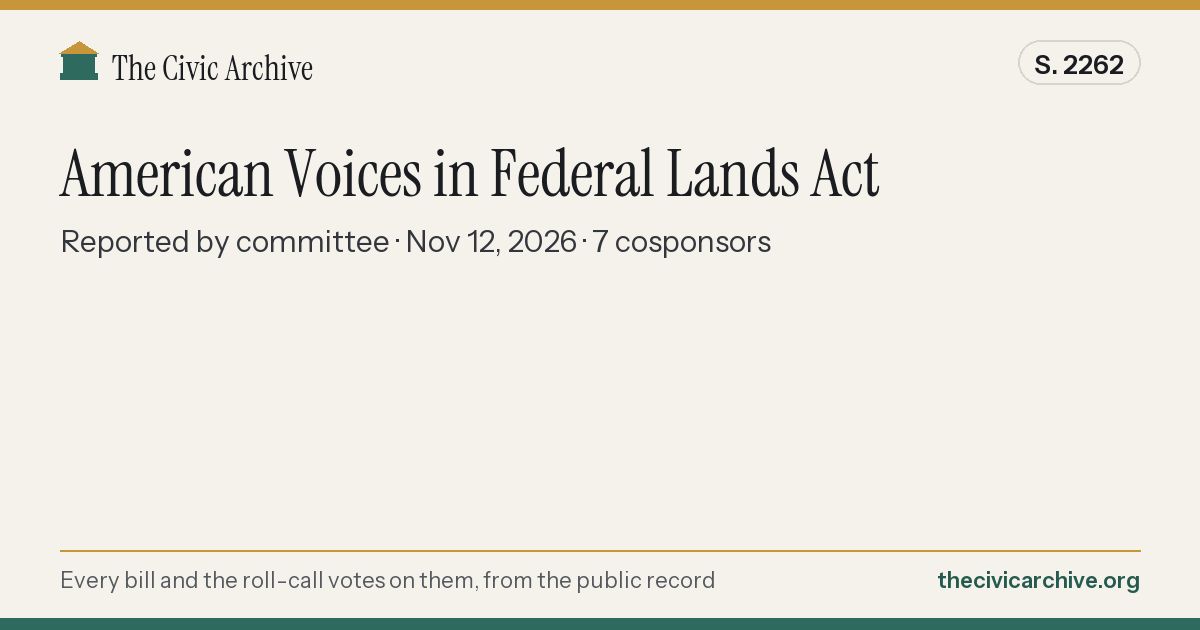 The Civic Archive
S. 2262
American Voices in Federal Lands Act
Reported by committee · Nov 12, 2026 · 7 cosponsors
Every bill and the roll-call votes on them, from the public record
thecivicarchive.org